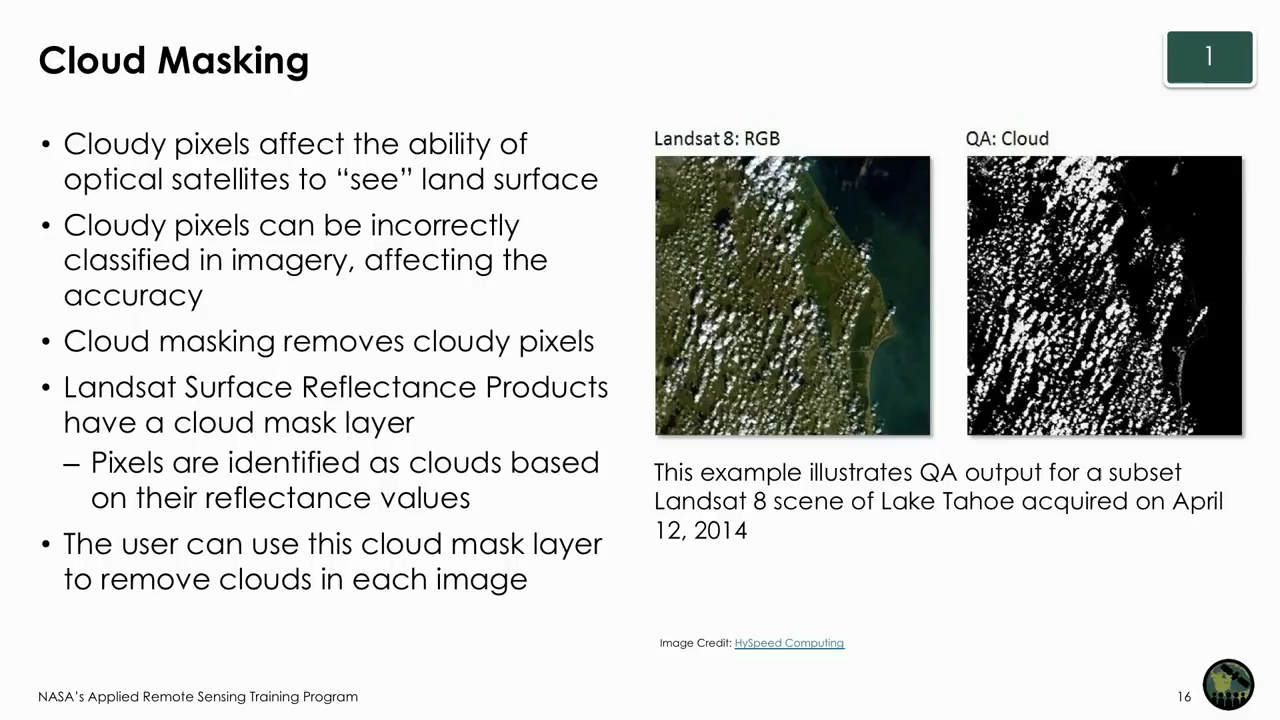 Cloud Masking
1
• Cloudy pixels affect the ability of
optical satellites to “see” land surface
• Cloudy pixels can be incorrectly
classified in imagery, affecting the
accuracy
• Cloud masking removes cloudy pixels
• Landsat Surface Reflectance Products
have a cloud mask layer
– Pixels are identified as clouds based
on their reflectance values
• The user can use this cloud mask layer
to remove clouds in each image
Landsat 8: RGB
QA: Cloud
This example illustrates QA output for a subset
Landsat 8 scene of Lake Tahoe acquired on April
12, 2014
Image Credit: HySpeed Computing
NASA’s Applied Remote Sensing Training Program
16